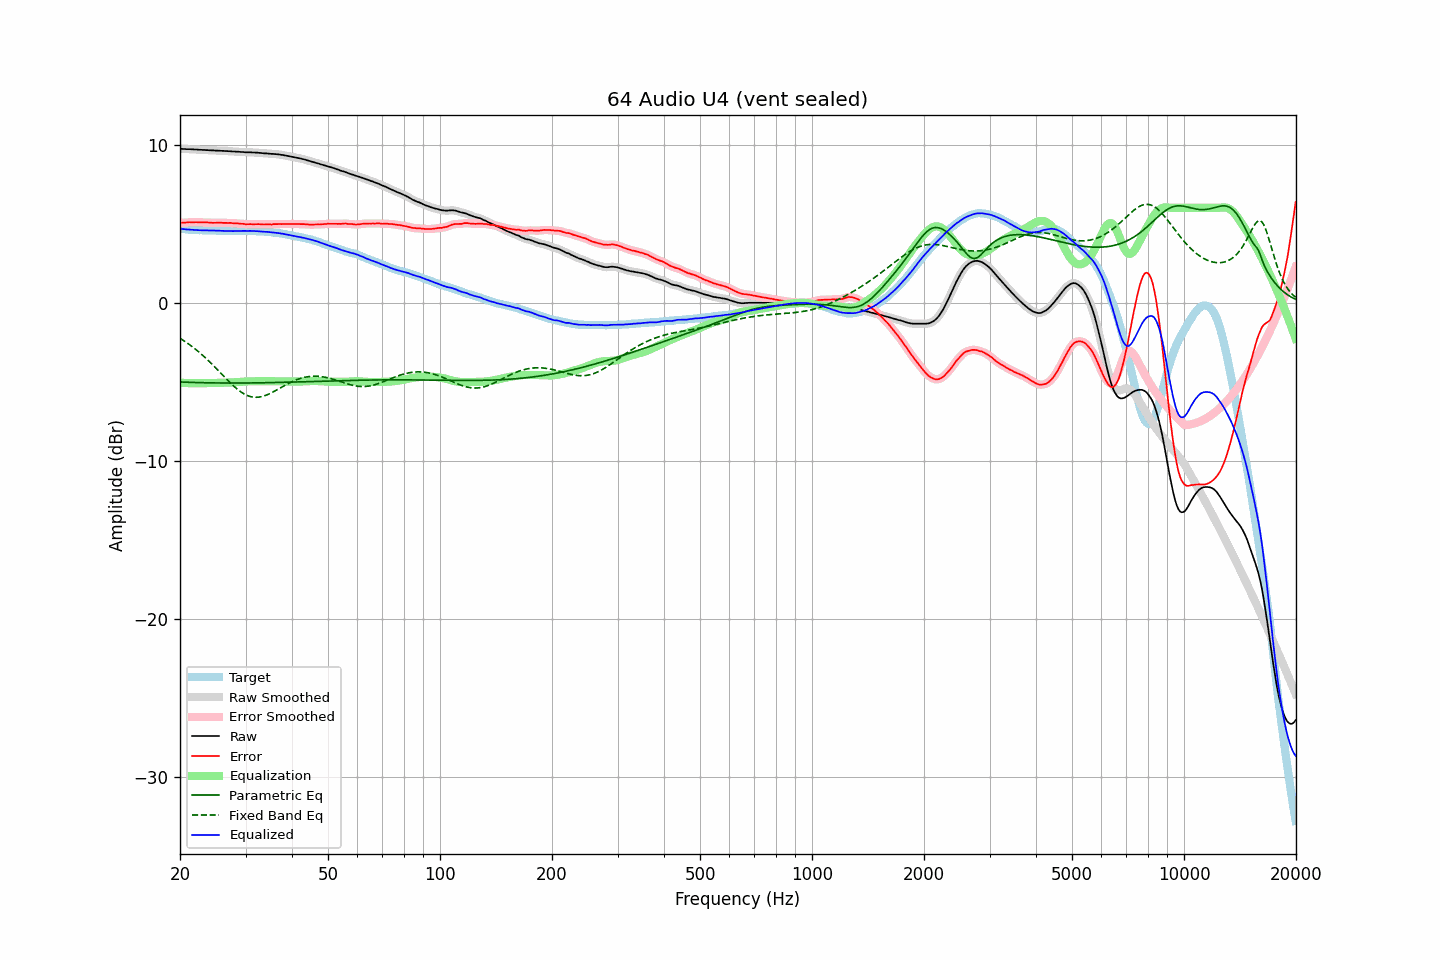 64 Audio U4 (vent sealed)
10
0
−10
−20
−30
Amplitude (dBr)
Target
Raw Smoothed
Error Smoothed
Raw
Error
Equalization
Parametric Eq
Fixed Band Eq
Equalized
20 50 100 200 500 1000 2000 5000 10000 20000
Frequency (Hz)